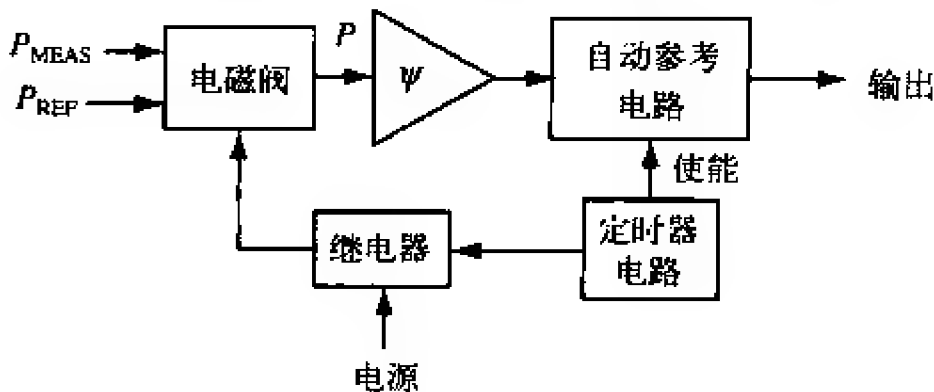 P_MEAS
P_REF
电磁阀
P
ψ
自动参考
电路
输出
使能
继电器
定时器
电路
电源